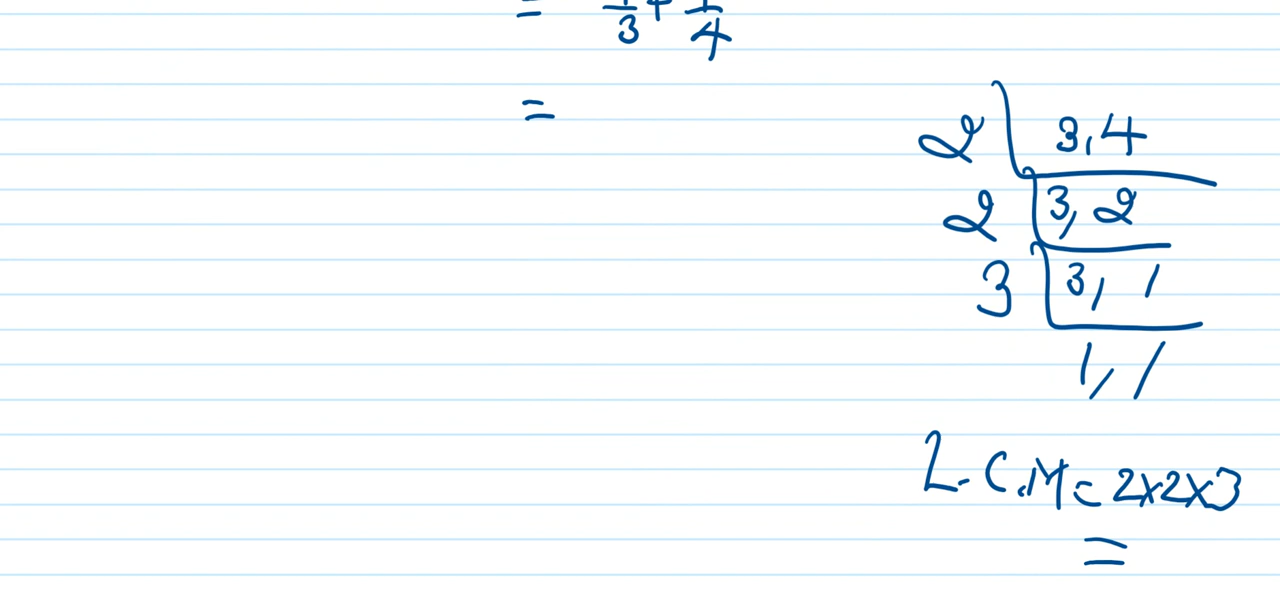 = 1/3 + 1/4
=
2 | 3, 4
2 | 3, 2
3 | 3, 1
1, 1
L.C.M = 2x2x3
=